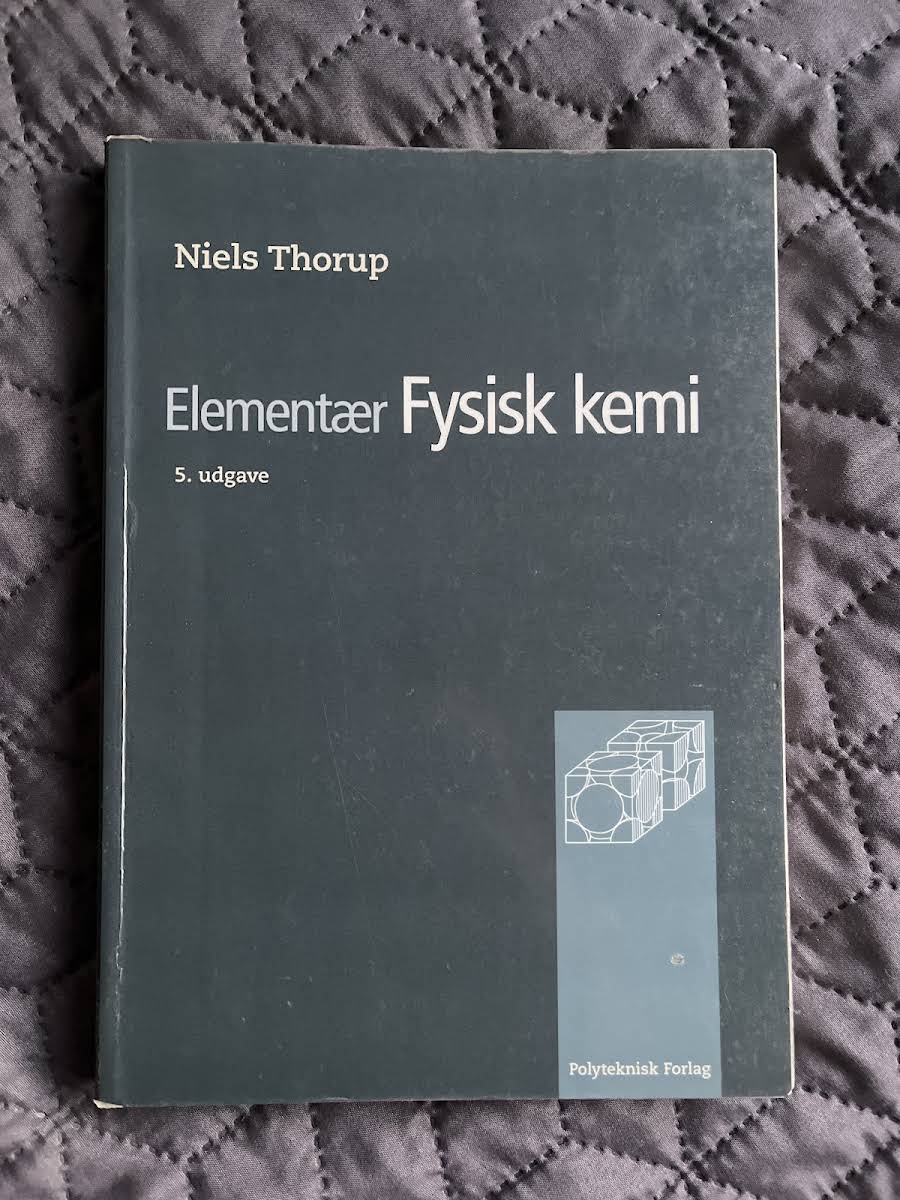 Niels Thorup
Elementær Fysisk kemi
5. udgave
Polyteknisk Forlag